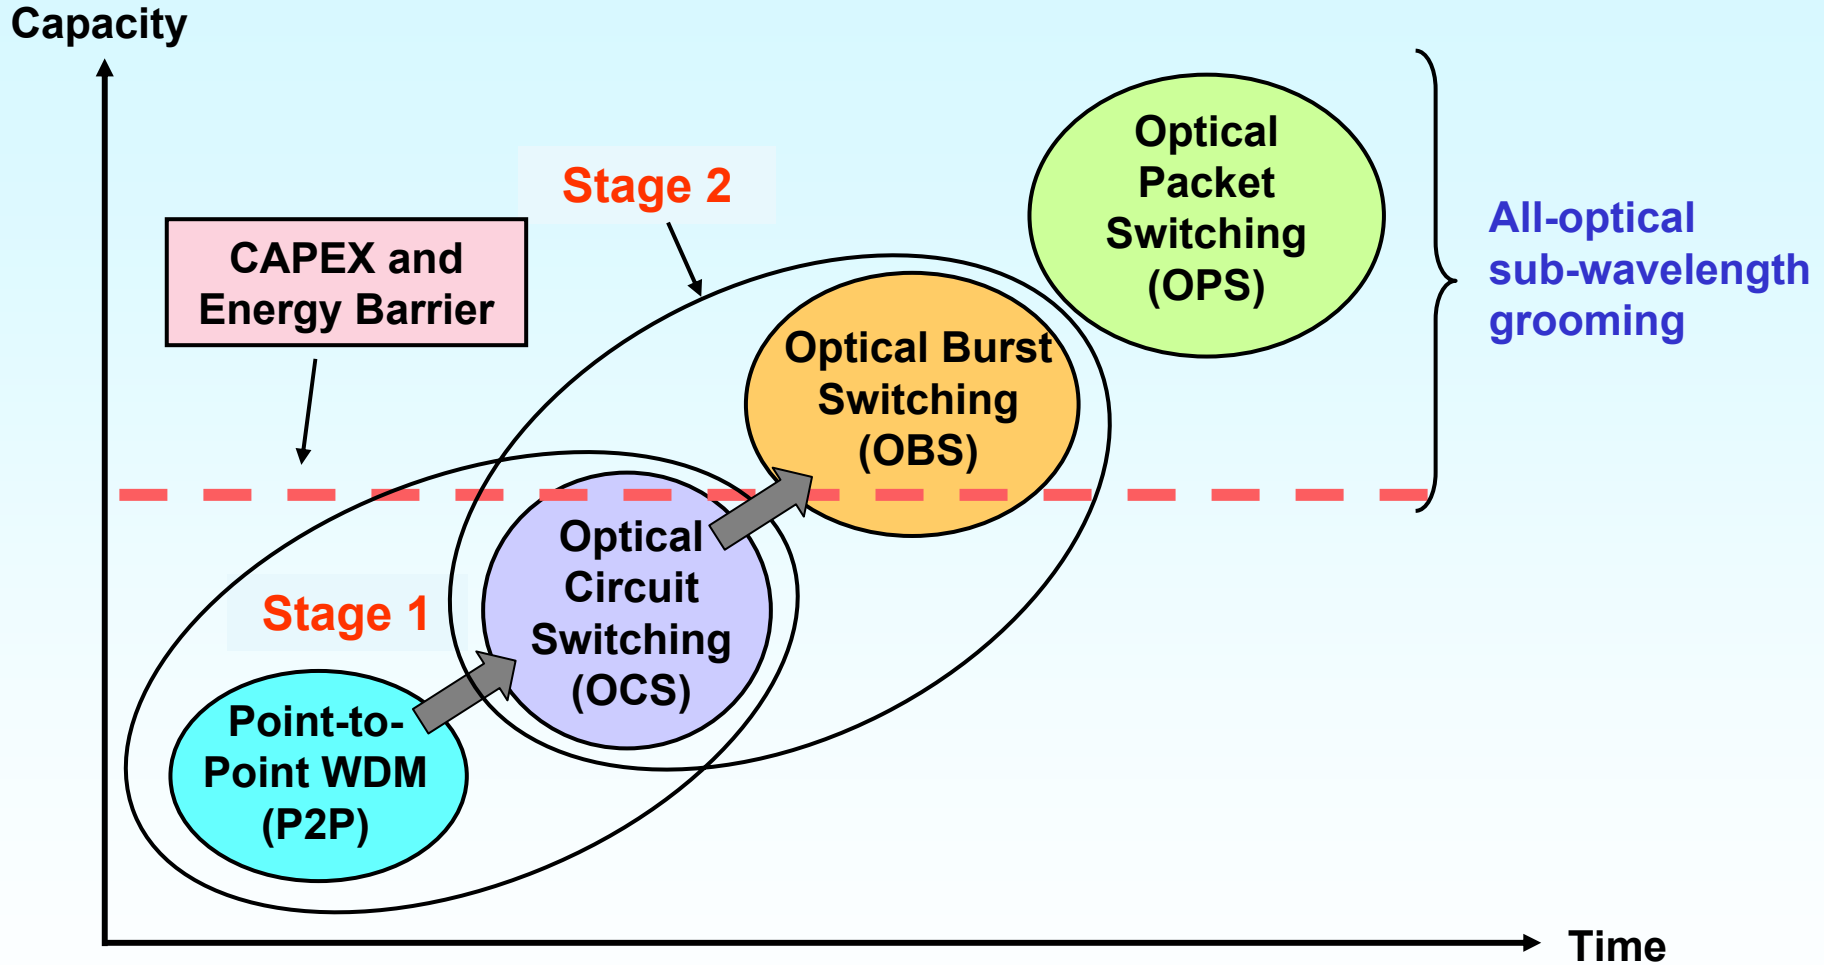 Capacity
Stage 2
CAPEX and
Energy Barrier
Optical
Packet
Switching
(OPS)
All-optical
sub-wavelength
grooming
Optical Burst
Switching
(OBS)
Stage 1
Optical
Circuit
Switching
(OCS)
Point-to-
Point WDM
(P2P)
Time